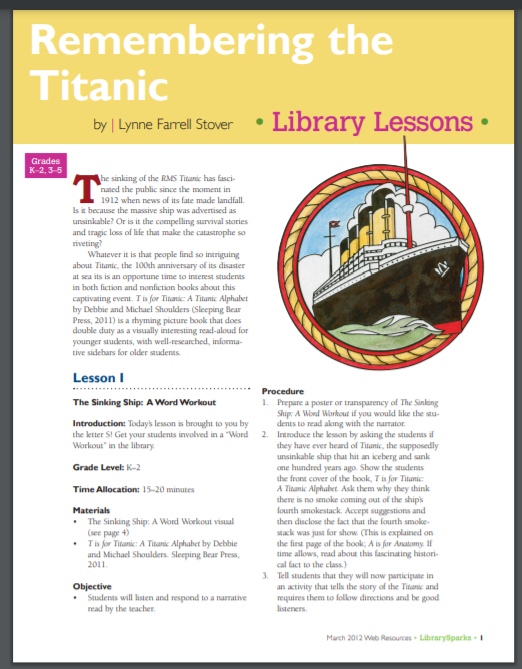 Remembering the
Titanic
by | Lynne Farrell Stover
• Library Lessons •
Grades
K–2, 3–5
The sinking of the RMS Titanic has fasci-
nated the public since the moment in
1912 when news of its fate made landfall.
Is it because the massive ship was advertised as
unsinkable? Or is it the compelling survival stories
and tragic loss of life that make the catastrophe so
riveting?
Whatever it is that people find so intriguing
about Titanic, the 100th anniversary of its disaster
at sea its is an opportune time to interest students
in both fiction and nonfiction books about this
captivating event. T is for Titanic: A Titanic Alphabet
by Debbie and Michael Shoulders (Sleeping Bear
Press, 2011) is a rhyming picture book that does
double duty as a visually interesting read-aloud for
younger students, with well-researched, informa-
tive sidebars for older students.
Lesson I
The Sinking Ship: A Word Workout
Introduction: Today's lesson is brought to you by
the letter S! Get your students involved in a "Word
Workout" in the library.
Grade Level: K–2
Time Allocation: 15–20 minutes
Materials
• The Sinking Ship: A Word Workout visual
(see page 4)
• T is for Titanic: A Titanic Alphabet by Debbie
and Michael Shoulders. Sleeping Bear Press,
2011.
Objective
• Students will listen and respond to a narrative
read by the teacher.
Procedure
1. Prepare a poster or transparency of The Sinking
Ship: A Word Workout if you would like the stu-
dents to read along with the narrator.
2. Introduce the lesson by asking the students if
they have ever heard of Titanic, the supposedly
unsinkable ship that hit an iceberg and sank
one hundred years ago. Show the students
the front cover of the book, T is for Titanic:
A Titanic Alphabet. Ask them why they think
there is no smoke coming out of the ship's
fourth smokestack. Accept suggestions and
then disclose the fact that the fourth smoke-
stack was just for show. (This is explained on
the first page of the book; A is for Anatomy. If
time allows, read about this fascinating histori-
cal fact to the class.)
3. Tell students that they will now participate in
an activity that tells the story of the Titanic and
requires them to follow directions and be good
listeners.
March 2012 Web Resources • LibrarySparks • 1